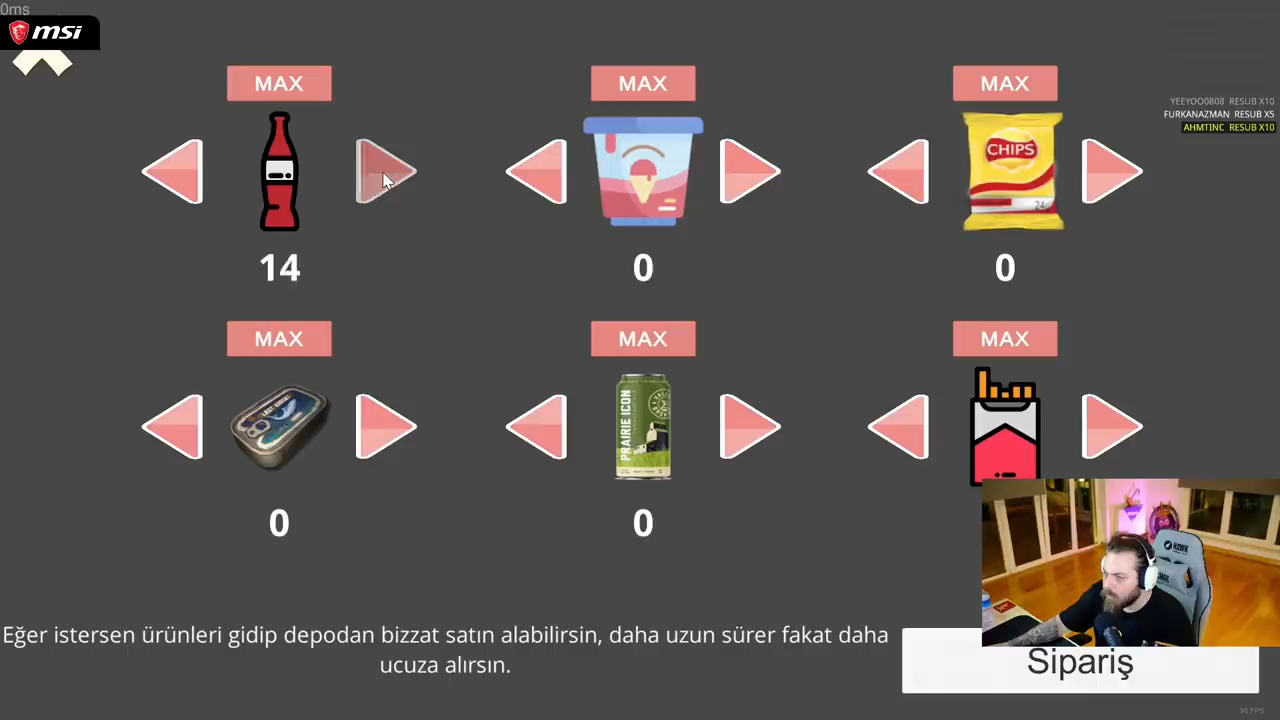 0ms
msi
MAX
MAX
MAX
YEEYOO0808 RESUB X10
FURKANAZMAN RESUB X5
AHMTINC RESUB X10
CHIPS
14
0
0
MAX
MAX
MAX
PRAIRIE ICON
0
0
Eğer istersen ürünleri gidip depodan bizzat satın alabilirsin, daha uzun sürer fakat daha
ucuza alırsın.
Sipariş
96 FPS